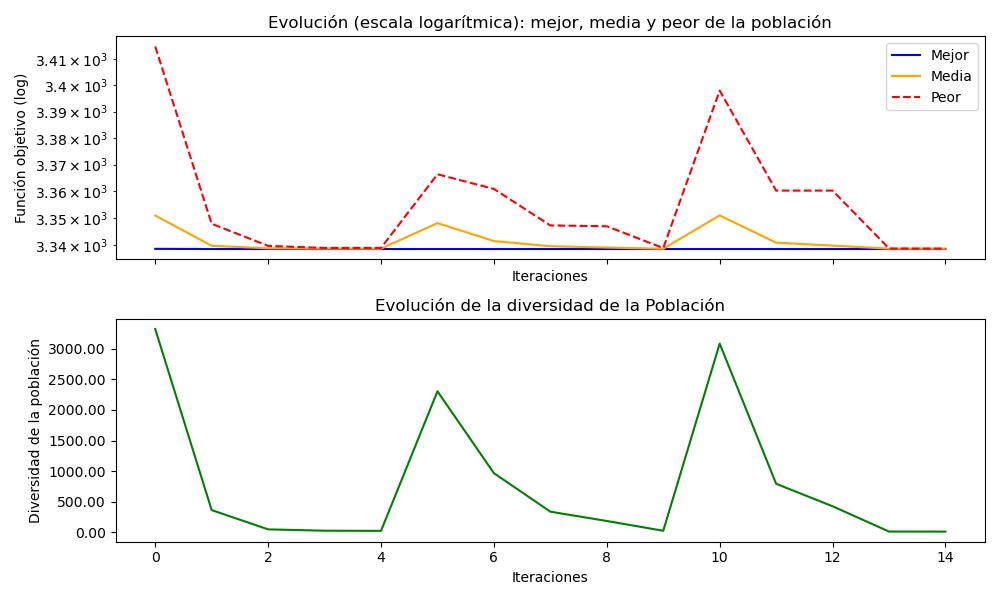 Evolución (escala logarítmica): mejor, media y peor de la población
Función objetivo (log)
3.41 × 10³
3.4 × 10³
3.39 × 10³
3.38 × 10³
3.37 × 10³
3.36 × 10³
3.35 × 10³
3.34 × 10³
Mejor
Media
Peor
Iteraciones
Evolución de la diversidad de la Población
Diversidad de la población
3000.00
2500.00
2000.00
1500.00
1000.00
500.00
0.00
0 2 4 6 8 10 12 14
Iteraciones